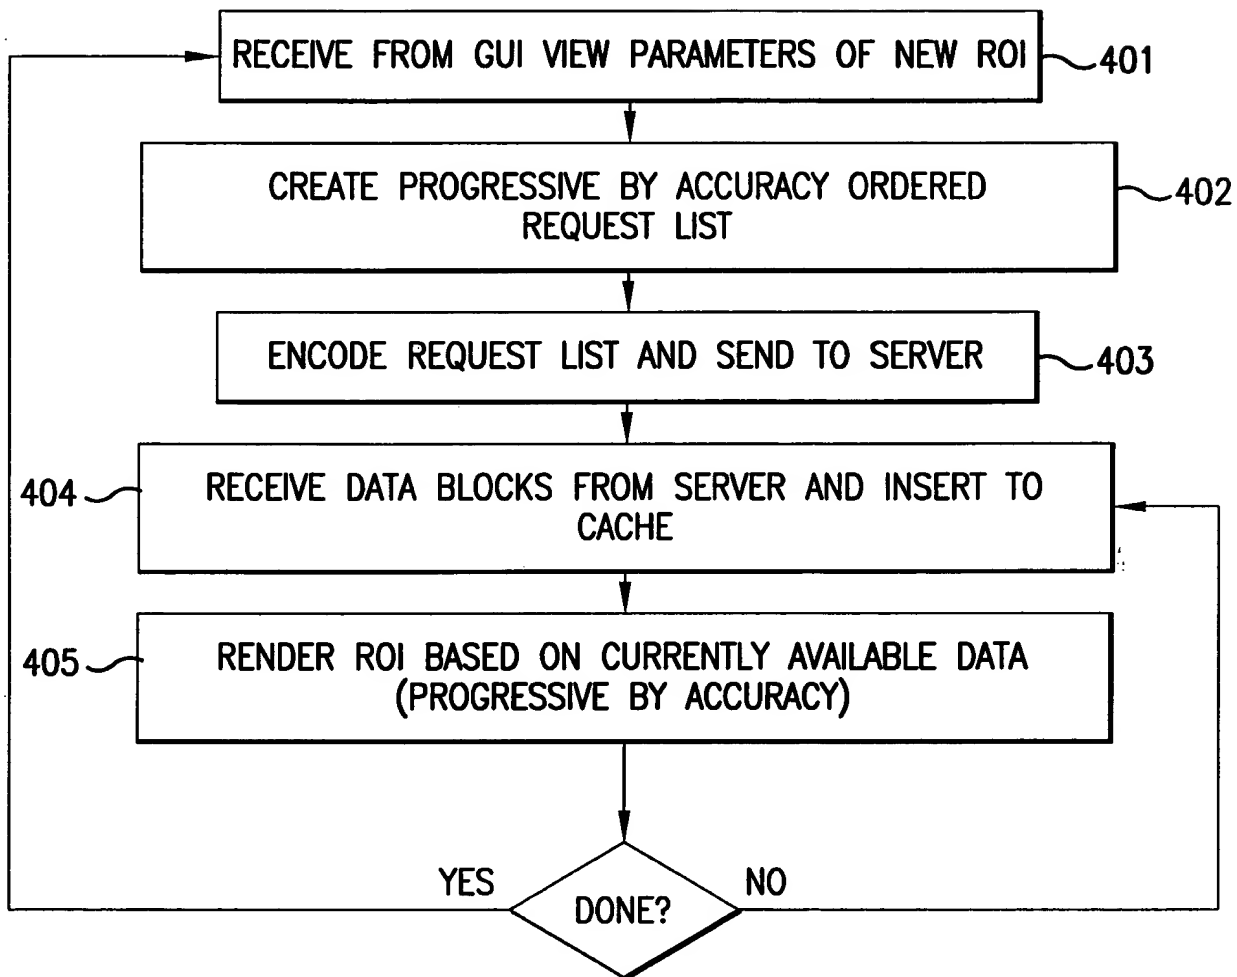 RECEIVE FROM GUI VIEW PARAMETERS OF NEW ROI
401
CREATE PROGRESSIVE BY ACCURACY ORDERED
REQUEST LIST
402
ENCODE REQUEST LIST AND SEND TO SERVER
403
404
RECEIVE DATA BLOCKS FROM SERVER AND INSERT TO
CACHE
405
RENDER ROI BASED ON CURRENTLY AVAILABLE DATA
(PROGRESSIVE BY ACCURACY)
YES
DONE?
NO